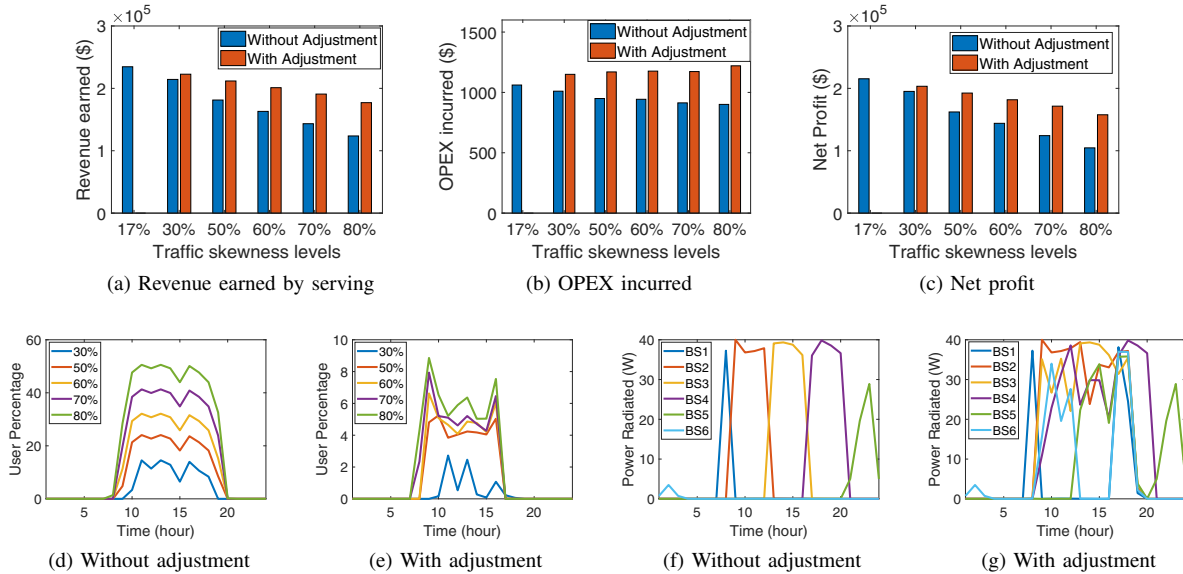 ×10⁵
3
2
1
0
Revenue earned ($)
Without Adjustment
With Adjustment
17% 30% 50% 60% 70% 80%
Traffic skewness levels
(a) Revenue earned by serving
1500
1000
500
0
OPEX incurred ($)
Without Adjustment
With Adjustment
17% 30% 50% 60% 70% 80%
Traffic skewness levels
(b) OPEX incurred
×10⁵
3
2
1
0
Net Profit ($)
Without Adjustment
With Adjustment
17% 30% 50% 60% 70% 80%
Traffic skewness levels
(c) Net profit
60
40
20
0
User Percentage
30%
50%
60%
70%
80%
5 10 15 20
Time (hour)
(d) Without adjustment
10
8
6
4
2
0
User Percentage
30%
50%
60%
70%
80%
5 10 15 20
Time (hour)
(e) With adjustment
40
30
20
10
0
Power Radiated (W)
BS1
BS2
BS3
BS4
BS5
BS6
5 10 15 20
Time (hour)
(f) Without adjustment
40
30
20
10
0
Power Radiated (W)
BS1
BS2
BS3
BS4
BS5
BS6
5 10 15 20
Time (hour)
(g) With adjustment